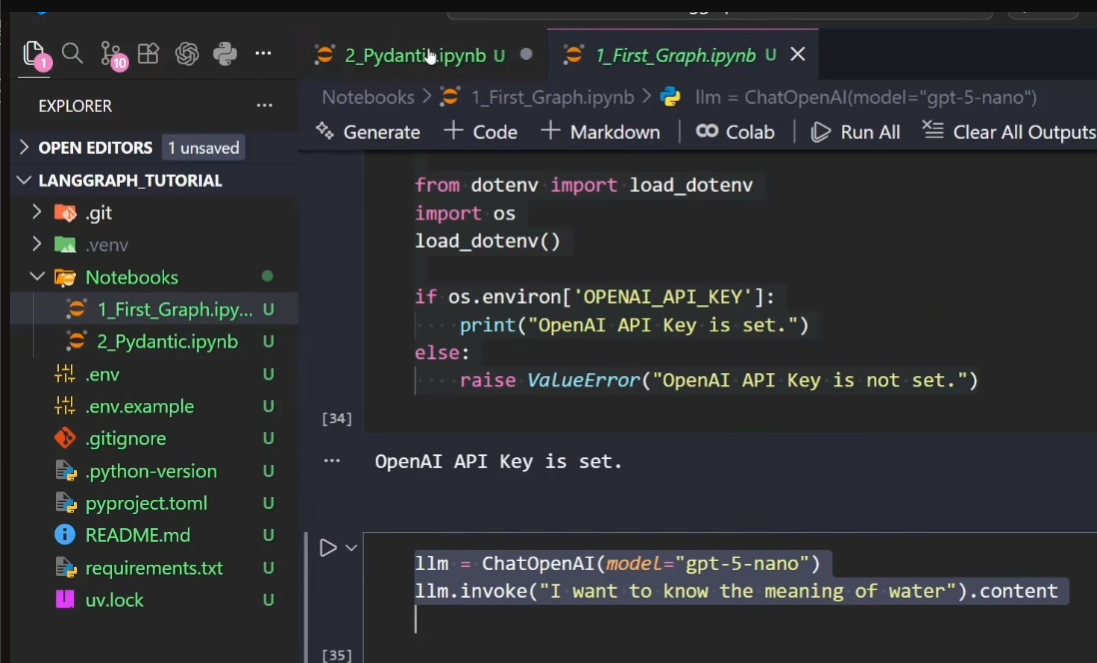 1
10
2_Pydantic.ipynb U
1_First_Graph.ipynb U
EXPLORER
Notebooks > 1_First_Graph.ipynb > llm = ChatOpenAI(model="gpt-5-nano")
Generate + Code + Markdown | Colab | Run All Clear All Outputs
OPEN EDITORS 1 unsaved
LANGGRAPH_TUTORIAL
.git
.venv
Notebooks
1_First_Graph.ipy... U
2_Pydantic.ipynb U
.env U
.env.example U
.gitignore U
.python-version U
pyproject.toml U
README.md U
requirements.txt U
uv.lock U
from dotenv import load_dotenv
import os
load_dotenv()
if os.environ['OPENAI_API_KEY']:
    print("OpenAI API Key is set.")
else:
    raise ValueError("OpenAI API Key is not set.")
[34]
OpenAI API Key is set.
llm = ChatOpenAI(model="gpt-5-nano")
llm.invoke("I want to know the meaning of water").content
[35]